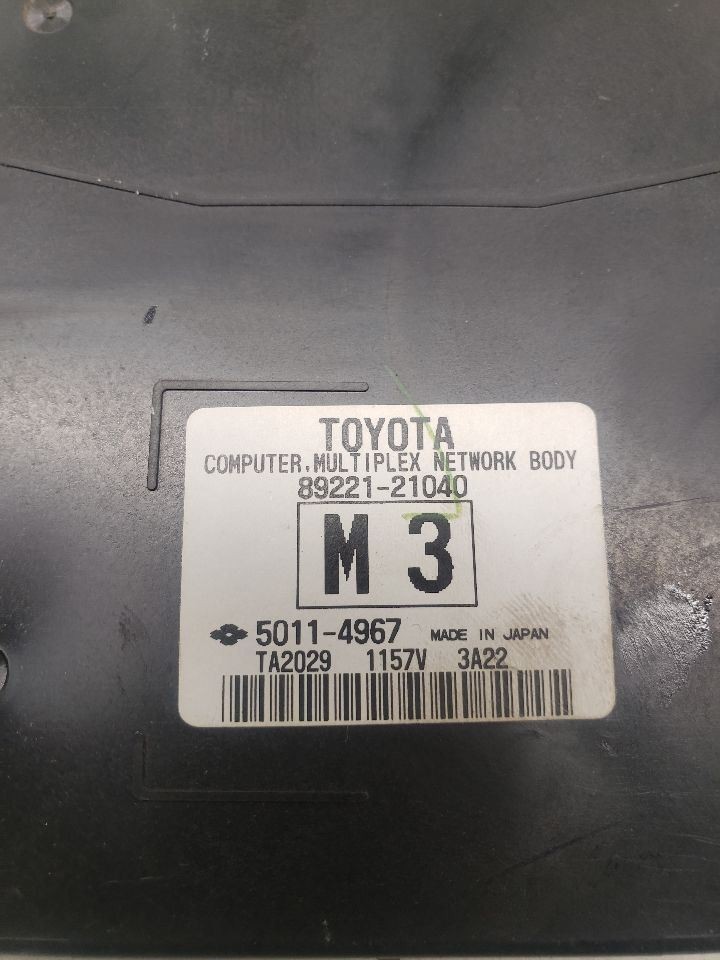 TOYOTA
COMPUTER,MULTIPLEX NETWORK BODY
89221-21040
M 3
5011-4967 MADE IN JAPAN
TA2029 1157V 3A22